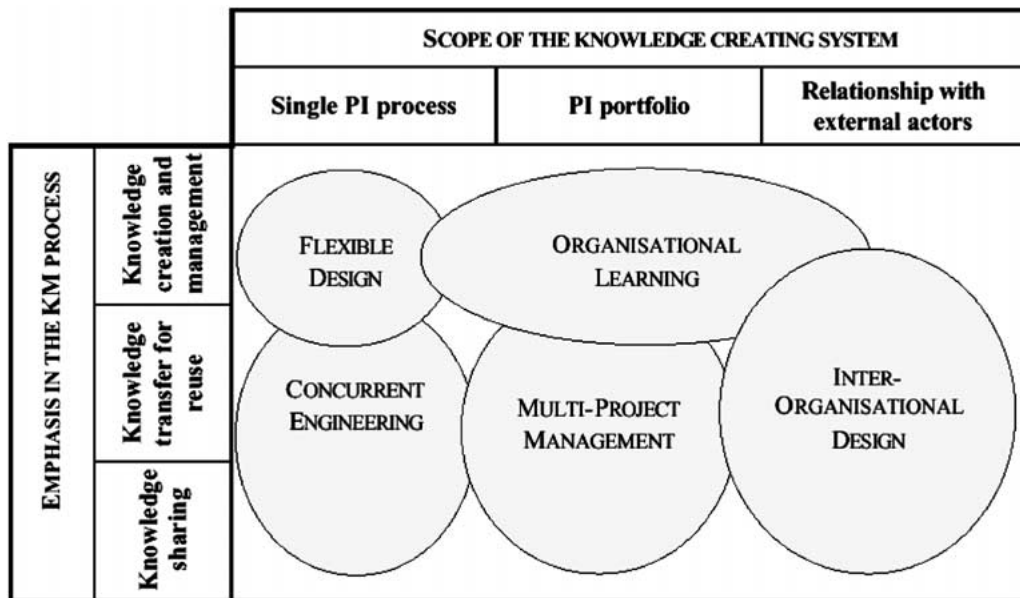 SCOPE OF THE KNOWLEDGE CREATING SYSTEM
Single PI process
PI portfolio
Relationship with
external actors
EMPHASIS IN THE KM PROCESS
Knowledge
creation and
management
Knowledge
transfer for
reuse
Knowledge
sharing
FLEXIBLE
DESIGN
ORGANISATIONAL
LEARNING
CONCURRENT
ENGINEERING
MULTI-PROJECT
MANAGEMENT
INTER-
ORGANISATIONAL
DESIGN